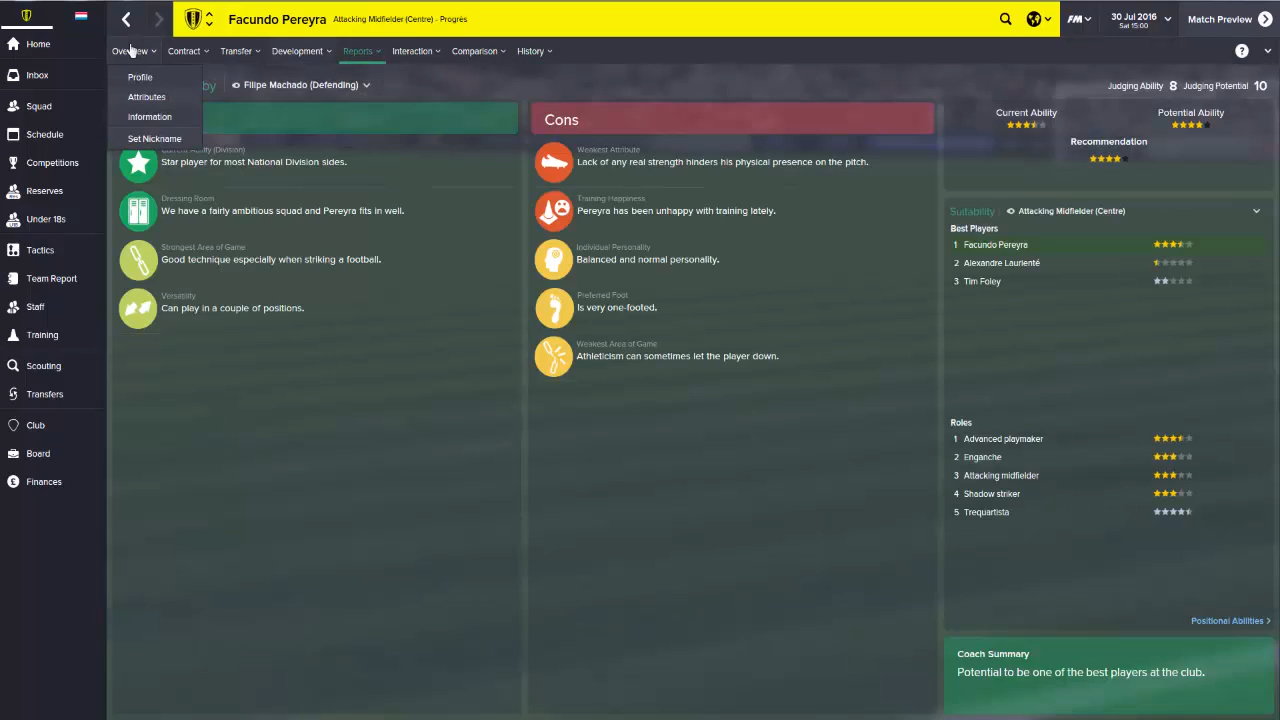 Facundo Pereyra
Attacking Midfielder (Centre) - Progrès
FM
30 Jul 2016
Sat 15:00
Match Preview
Home
Inbox
Squad
Schedule
Competitions
Reserves
Under 18s
Tactics
Team Report
Staff
Training
Scouting
Transfers
Club
Board
Finances
Overview
Contract
Transfer
Development
Reports
Interaction
Comparison
History
?
Profile
Attributes
Information
Set Nickname
by
Filipe Machado (Defending)
Judging Ability 8 Judging Potential 10
Current Ability (Division)
Star player for most National Division sides.
Dressing Room
We have a fairly ambitious squad and Pereyra fits in well.
Strongest Area of Game
Good technique especially when striking a football.
Versatility
Can play in a couple of positions.
Cons
Weakest Attribute
Lack of any real strength hinders his physical presence on the pitch.
Training Happiness
Pereyra has been unhappy with training lately.
Individual Personality
Balanced and normal personality.
Preferred Foot
Is very one-footed.
Weakest Area of Game
Athleticism can sometimes let the player down.
Current Ability
Potential Ability
Recommendation
Suitability
Attacking Midfielder (Centre)
Best Players
1 Facundo Pereyra
2 Alexandre Laurienté
3 Tim Foley
Roles
1 Advanced playmaker
2 Enganche
3 Attacking midfielder
4 Shadow striker
5 Trequartista
Positional Abilities
Coach Summary
Potential to be one of the best players at the club.